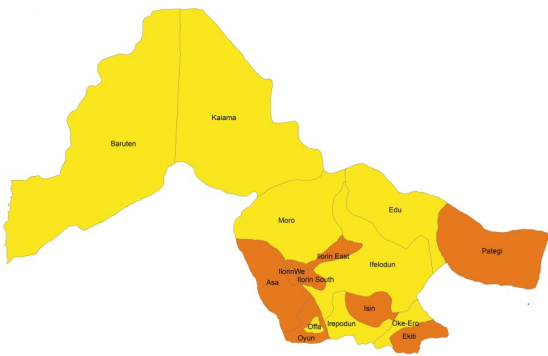 Kaiama
Baruten
Edu
Moro
Pategi
Ilorin East
Ifelodun
IlorinWe
Ilorin South
Asa
Isin
Offa
Irepodun
Oke-Ero
Oyun
Ekiti